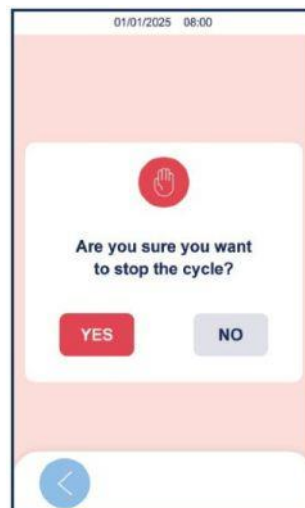 01/01/2025 08:00
Are you sure you want
to stop the cycle?
YES NO